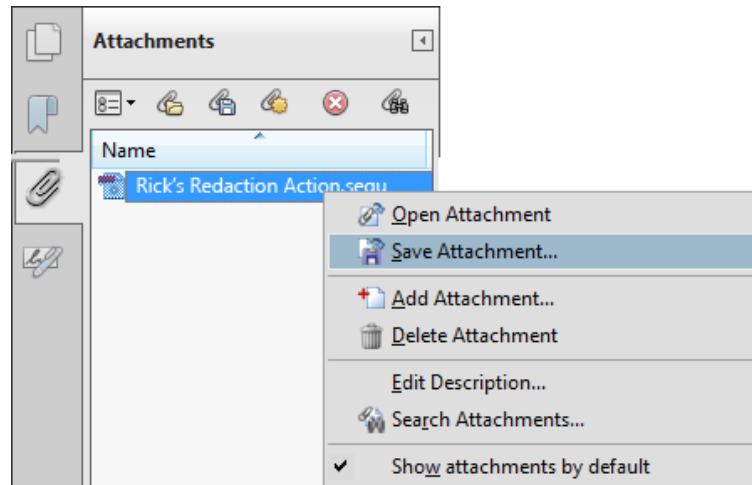 Attachments
Name
Rick's Redaction Action.sequ
Open Attachment
Save Attachment...
Add Attachment...
Delete Attachment
Edit Description...
Search Attachments...
Show attachments by default